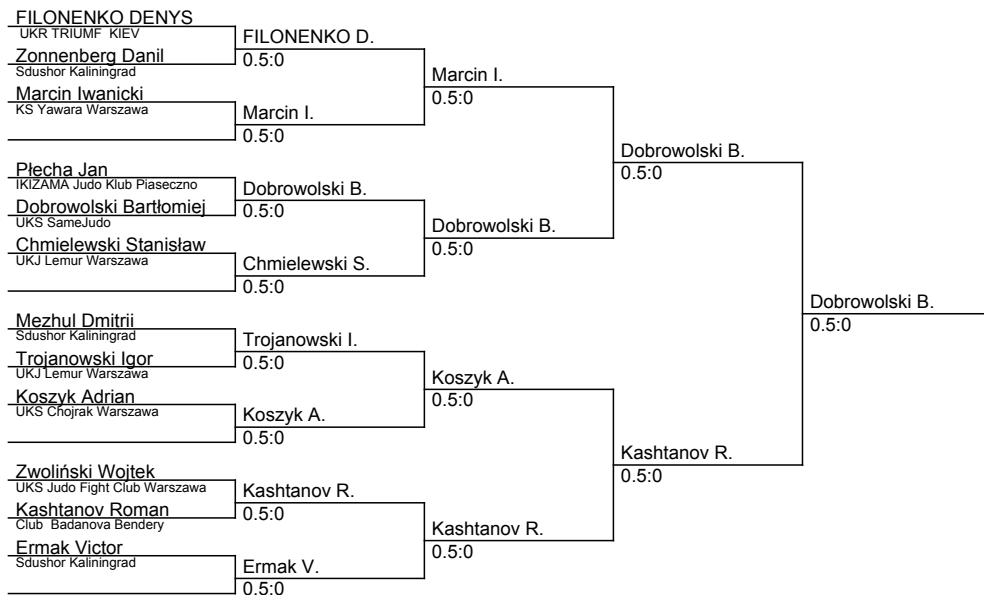 FILONENKO DENYS
UKR TRIUMF KIEV
Zonnenberg Danil
Sdushor Kaliningrad
Marcin Iwanicki
KS Yawara Warszawa
Płecha Jan
IKIZAMA Judo Klub Piaseczno
Dobrowolski Bartłomiej
UKS SameJudo
Chmielewski Stanisław
UKJ Lemur Warszawa
Mezhul Dmitrii
Sdushor Kaliningrad
Trojanowski Igor
UKJ Lemur Warszawa
Koszyk Adrian
UKS Chojrak Warszawa
Zwoliński Wojtek
UKS Judo Fight Club Warszawa
Kashtanov Roman
Club Badanova Bendery
Ermak Victor
Sdushor Kaliningrad
FILONENKO D.
0.5:0
Marcin I.
0.5:0
Dobrowolski B.
0.5:0
Chmielewski S.
0.5:0
Trojanowski I.
0.5:0
Koszyk A.
0.5:0
Kashtanov R.
0.5:0
Ermak V.
0.5:0
Marcin I.
0.5:0
Dobrowolski B.
0.5:0
Koszyk A.
0.5:0
Kashtanov R.
0.5:0
Dobrowolski B.
0.5:0
Kashtanov R.
0.5:0
Dobrowolski B.
0.5:0